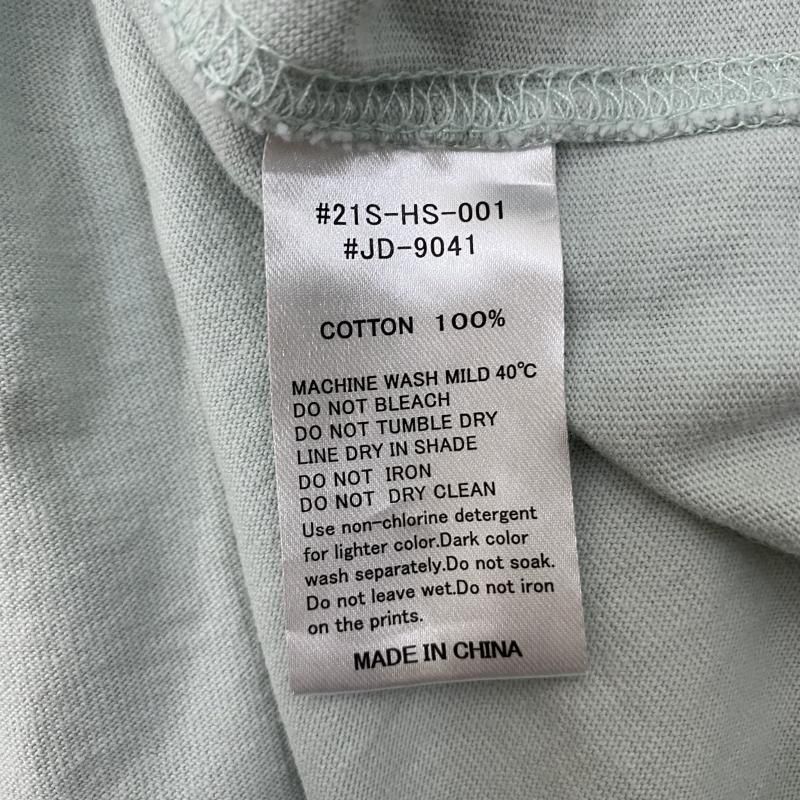 #21S-HS-001
#JD-9041
COTTON 100%
MACHINE WASH MILD 40℃
DO NOT BLEACH
DO NOT TUMBLE DRY
LINE DRY IN SHADE
DO NOT IRON
DO NOT DRY CLEAN
Use non-chlorine detergent
for lighter color.Dark color
wash separately.Do not soak.
Do not leave wet.Do not iron
on the prints.
MADE IN CHINA